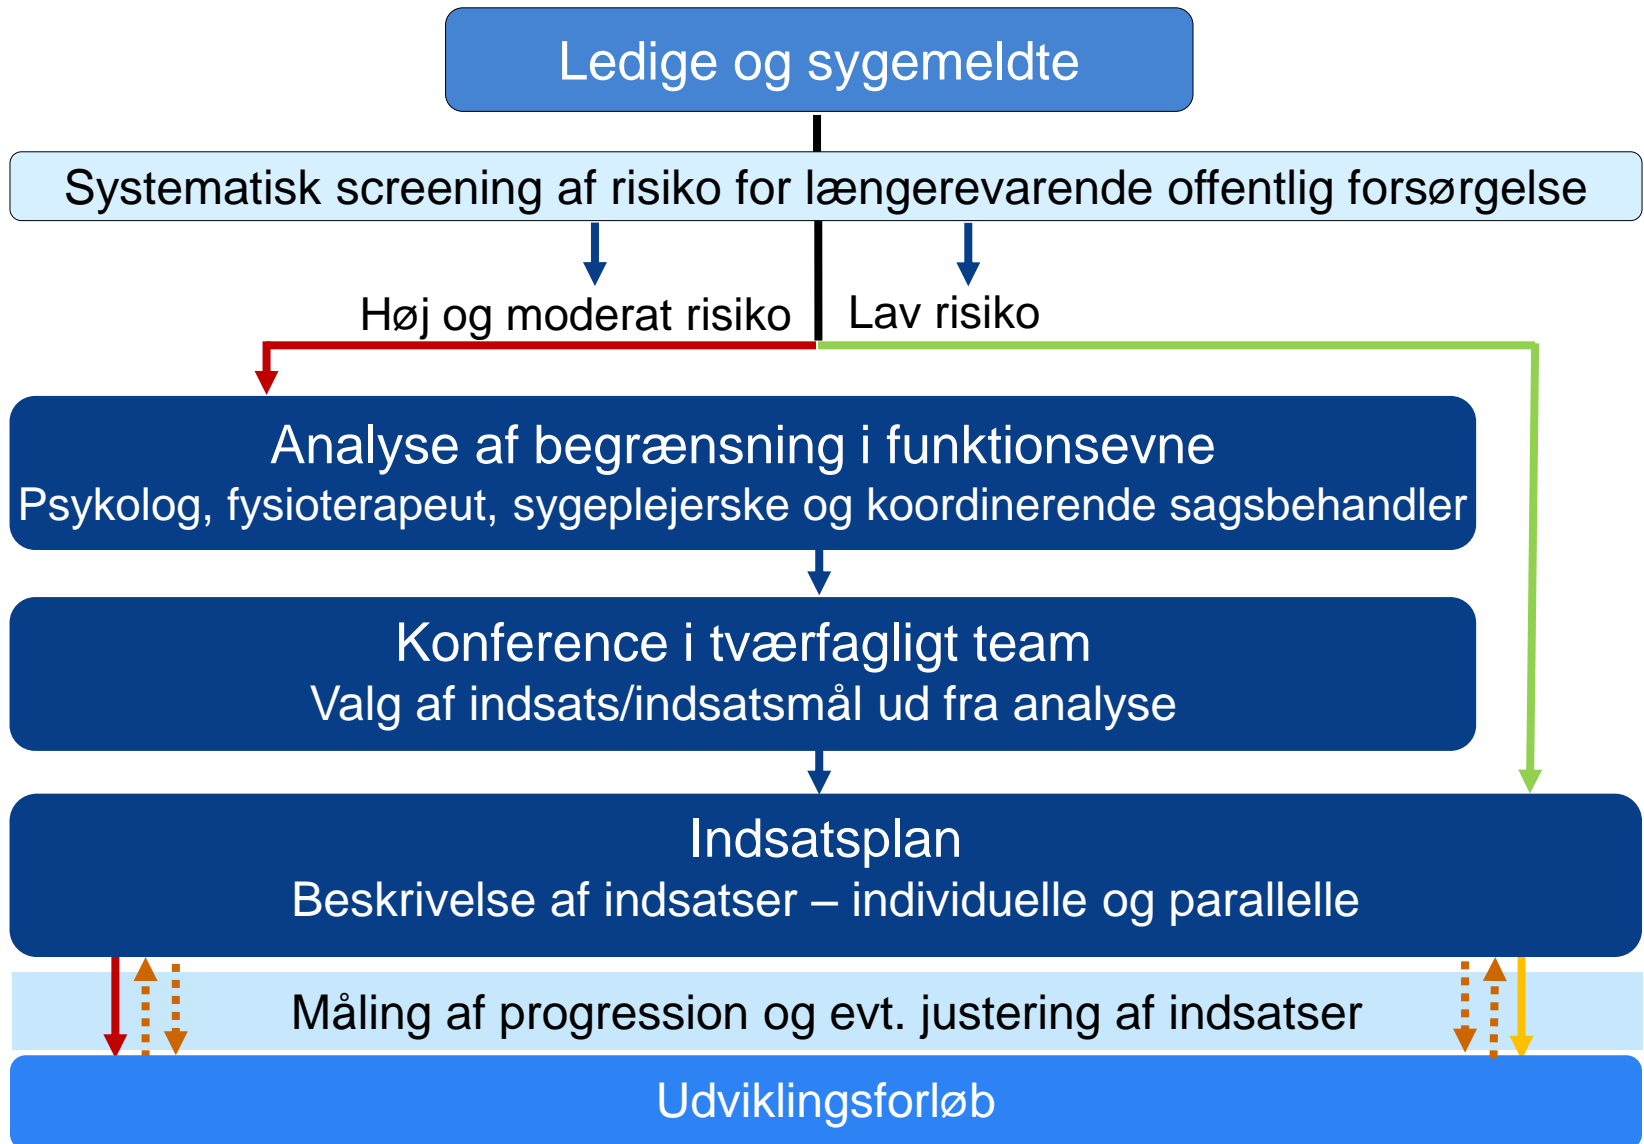 Ledige og sygemeldte
Systematisk screening af risiko for længerevarende offentlig forsørgelse
Høj og moderat risiko
Lav risiko
Analyse af begrænsning i funktionsevne
Psykolog, fysioterapeut, sygeplejerske og koordinerende sagsbehandler
Konference i tværfagligt team
Valg af indsats/indsatsmål ud fra analyse
Indsatsplan
Beskrivelse af indsatser – individuelle og parallelle
Måling af progression og evt. justering af indsatser
Udviklingsforløb